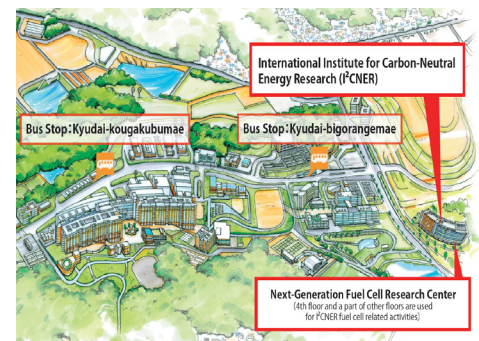 International Institute for Carbon-Neutral
Energy Research (I²CNER)
Bus Stop：Kyudai-kougakubumae
Bus Stop：Kyudai-bigorangemae
Next-Generation Fuel Cell Research Center
(4th floor and a part of other floors are used
for I²CNER fuel cell related activities)